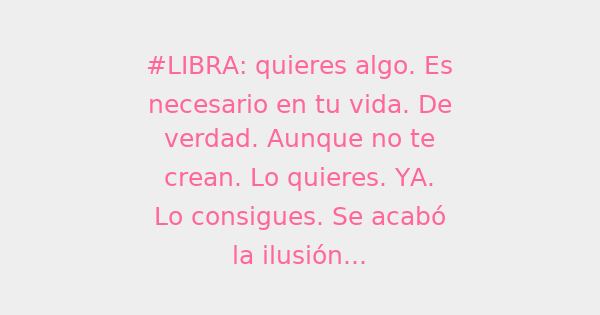 #LIBRA: quieres algo. Es
necesario en tu vida. De
verdad. Aunque no te
crean. Lo quieres. YA.
Lo consigues. Se acabó
la ilusión...